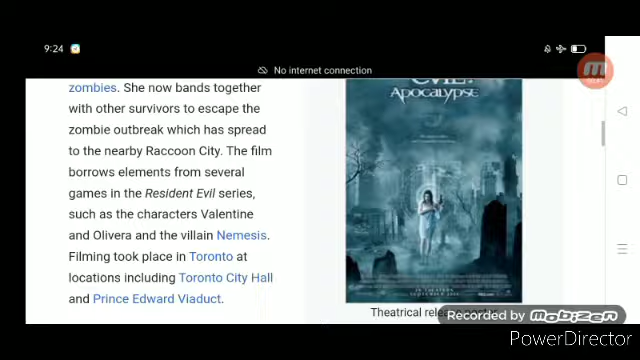 9:24
No internet connection
zombies. She now bands together
with other survivors to escape the
zombie outbreak which has spread
to the nearby Raccoon City. The film
borrows elements from several
games in the Resident Evil series,
such as the characters Valentine
and Olivera and the villain Nemesis.
Filming took place in Toronto at
locations including Toronto City Hall
and Prince Edward Viaduct.
APOCALYPSE
Theatrical release
Recorded by Mobizen
PowerDirector